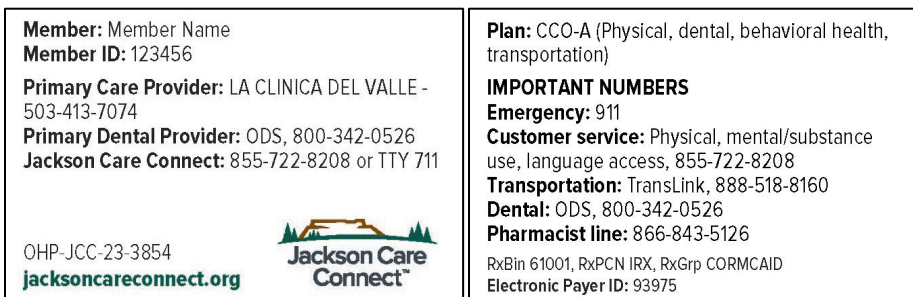 Member: Member Name
Member ID: 123456
Primary Care Provider: LA CLINICA DEL VALLE -
503-413-7074
Primary Dental Provider: ODS, 800-342-0526
Jackson Care Connect: 855-722-8208 or TTY 711
OHP-JCC-23-3854
jacksoncareconnect.org
Jackson Care
Connect™
Plan: CCO-A (Physical, dental, behavioral health,
transportation)
IMPORTANT NUMBERS
Emergency: 911
Customer service: Physical, mental/substance
use, language access, 855-722-8208
Transportation: TransLink, 888-518-8160
Dental: ODS, 800-342-0526
Pharmacist line: 866-843-5126
RxBin 61001, RxPCN IRX, RxGrp CORMCAID
Electronic Payer ID: 93975